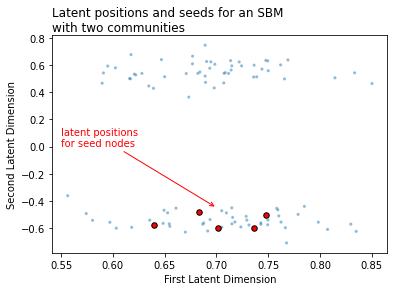 Latent positions and seeds for an SBM
with two communities
0.8
0.6
0.4
0.2
0.0
−0.2
−0.4
−0.6
Second Latent Dimension
latent positions
for seed nodes
0.55 0.60 0.65 0.70 0.75 0.80 0.85
First Latent Dimension